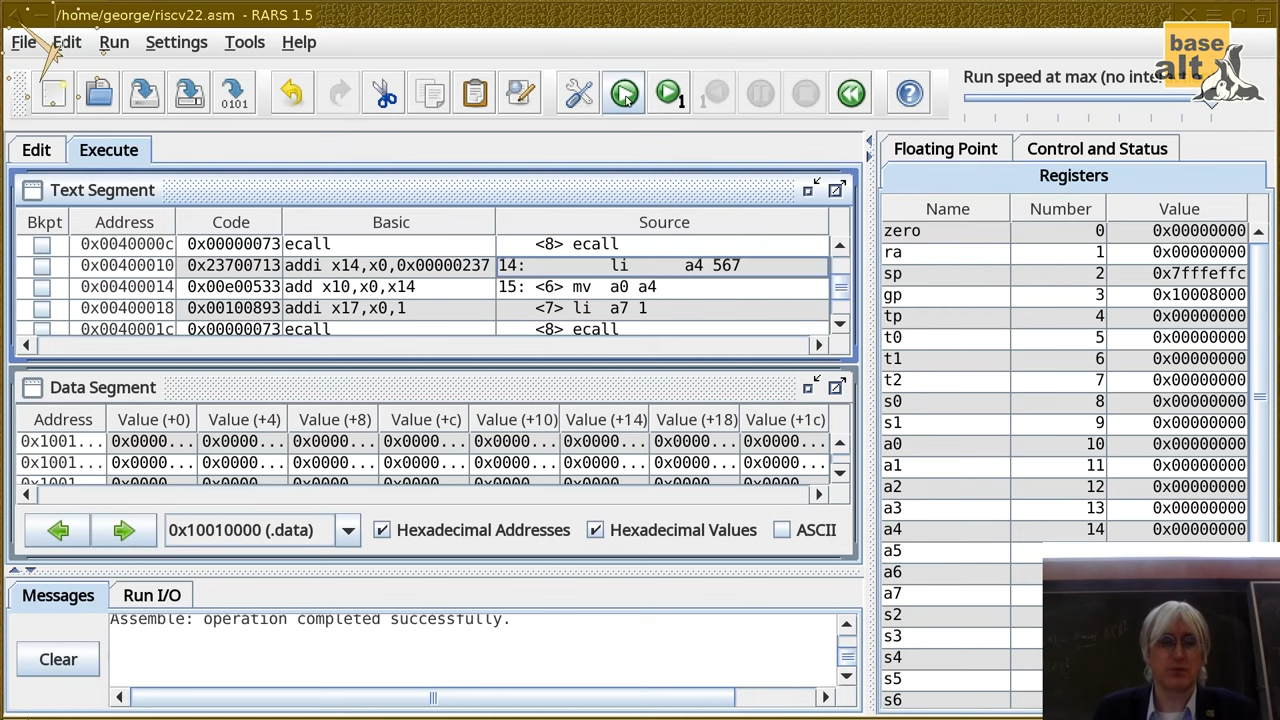 /home/george/riscv22.asm - RARS 1.5
File Edit Run Settings Tools Help
base
alt
Run speed at max (no inte
0101
1
1
Edit Execute
Floating Point Control and Status
Registers
Text Segment
Bkpt Address Code Basic Source
0x0040000c 0x00000073 ecall <8> ecall
0x00400010 0x23700713 addi x14,x0,0x00000237 14: li a4 567
0x00400014 0x00e00533 add x10,x0,x14 15: <6> mv a0 a4
0x00400018 0x00100893 addi x17,x0,1 <7> li a7 1
0x0040001c 0x00000073 ecall <8> ecall
Data Segment
Address Value (+0) Value (+4) Value (+8) Value (+c) Value (+10) Value (+14) Value (+18) Value (+1c)
0x1001... 0x0000... 0x0000... 0x0000... 0x0000... 0x0000... 0x0000... 0x0000... 0x0000...
0x1001... 0x0000... 0x0000... 0x0000... 0x0000... 0x0000... 0x0000... 0x0000... 0x0000...
0x10010000 (.data) Hexadecimal Addresses Hexadecimal Values ASCII
Messages Run I/O
Assemble: operation completed successfully.
Clear
Name Number Value
zero 0 0x00000000
ra 1 0x00000000
sp 2 0x7fffeffc
gp 3 0x10008000
tp 4 0x00000000
t0 5 0x00000000
t1 6 0x00000000
t2 7 0x00000000
s0 8 0x00000000
s1 9 0x00000000
a0 10 0x00000000
a1 11 0x00000000
a2 12 0x00000000
a3 13 0x00000000
a4 14 0x00000000
a5
a6
a7
s2
s3
s4
s5
s6